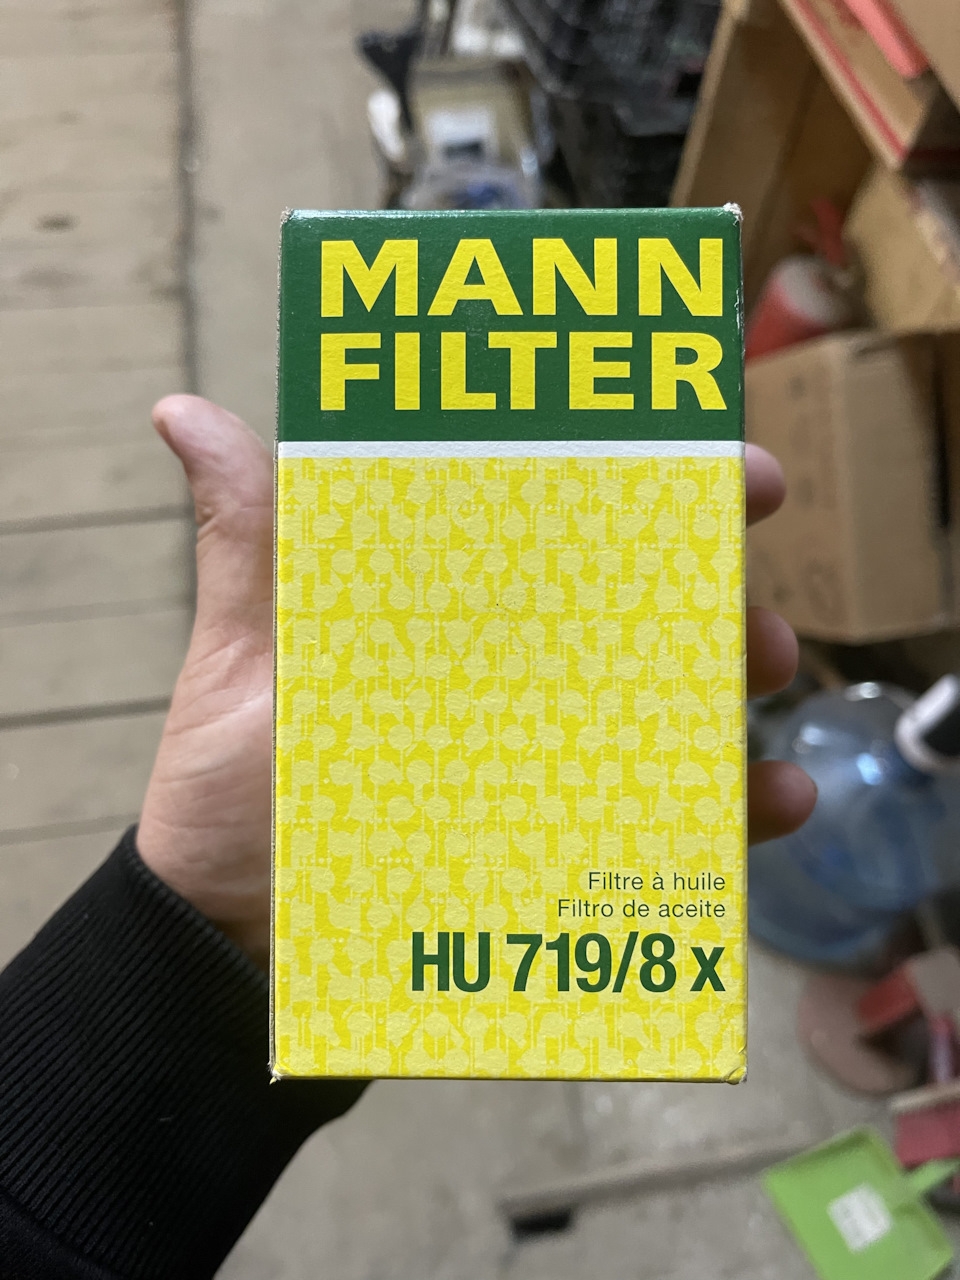 MANN
FILTER
Filtre à huile
Filtro de aceite
HU 719/8 x